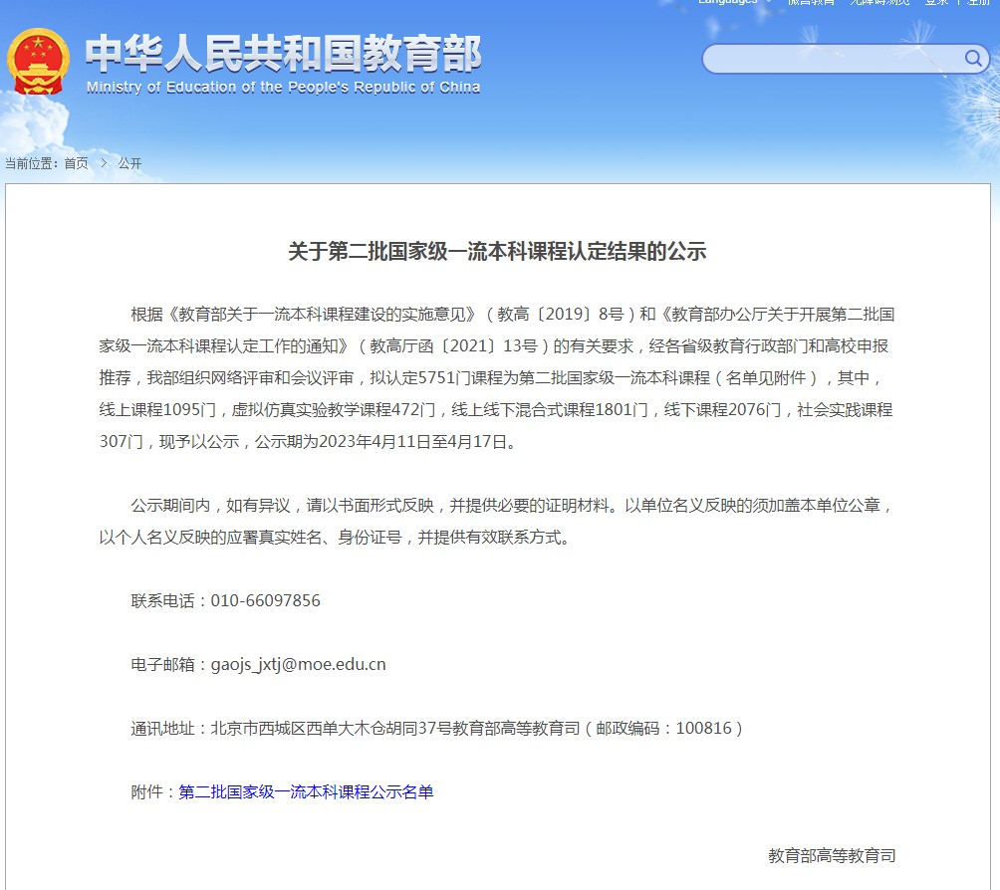 Languages 微言教育 无障碍浏览 登录 | 注册
中华人民共和国教育部
Ministry of Education of the People's Republic of China
当前位置：首页 > 公开
关于第二批国家级一流本科课程认定结果的公示
根据《教育部关于一流本科课程建设的实施意见》（教高〔2019〕8号）和《教育部办公厅关于开展第二批国
家级一流本科课程认定工作的通知》（教高厅函〔2021〕13号）的有关要求，经各省级教育行政部门和高校申报
推荐，我部组织网络评审和会议评审，拟认定5751门课程为第二批国家级一流本科课程（名单见附件），其中，
线上课程1095门，虚拟仿真实验教学课程472门，线上线下混合式课程1801门，线下课程2076门，社会实践课程
307门，现予以公示，公示期为2023年4月11日至4月17日。
公示期间内，如有异议，请以书面形式反映，并提供必要的证明材料。以单位名义反映的须加盖本单位公章，
以个人名义反映的应署真实姓名、身份证号，并提供有效联系方式。
联系电话：010-66097856
电子邮箱：gaojs_jxtj@moe.edu.cn
通讯地址：北京市西城区西单大木仓胡同37号教育部高等教育司（邮政编码：100816）
附件：第二批国家级一流本科课程公示名单
教育部高等教育司